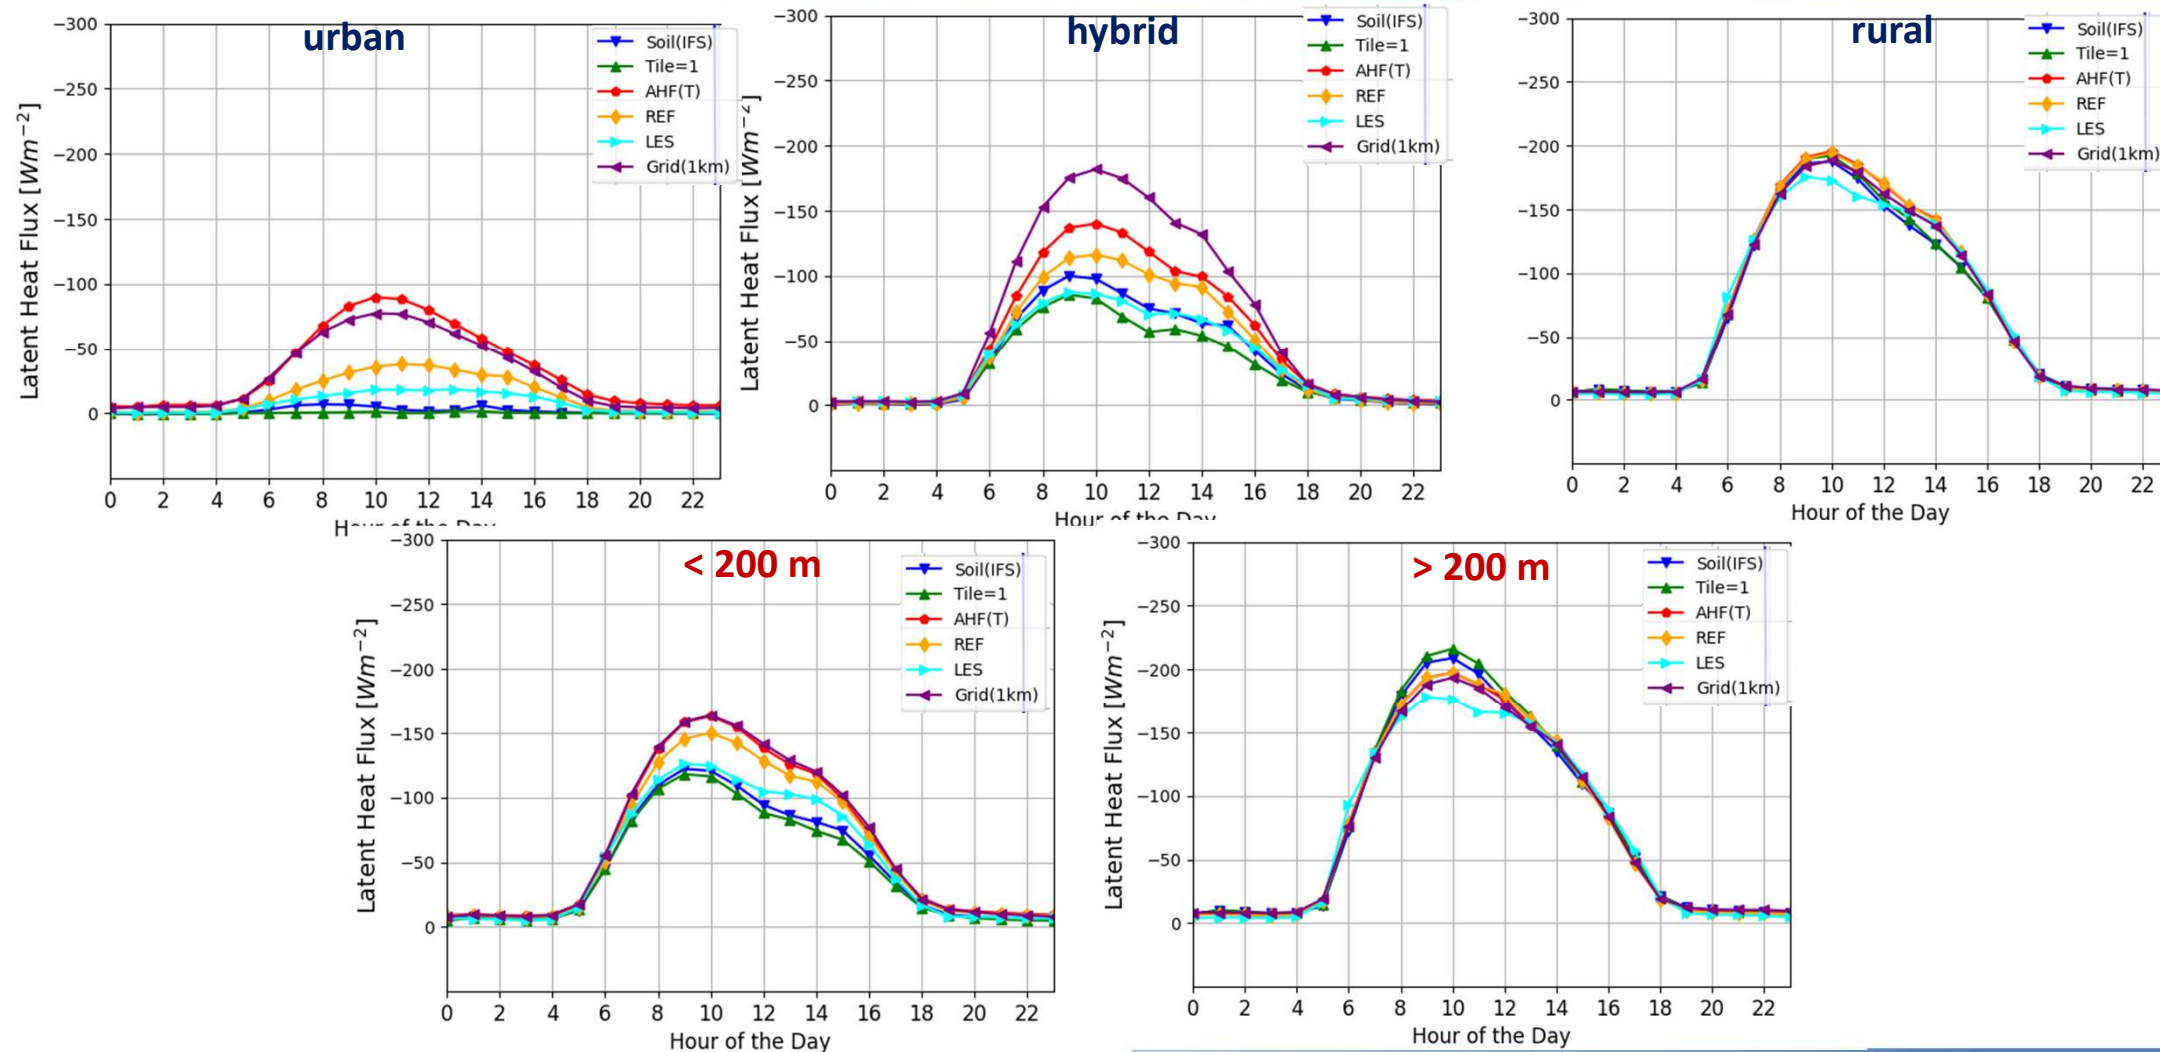 urban
Latent Heat Flux [Wm⁻²]
−300
−250
−200
−150
−100
−50
0
0 2 4 6 8 10 12 14 16 18 20 22
Hour of the Day
Soil(IFS)
Tile=1
AHF(T)
REF
LES
Grid(1km)
hybrid
Latent Heat Flux [Wm⁻²]
−300
−250
−200
−150
−100
−50
0
0 2 4 6 8 10 12 14 16 18 20 22
Hour of the Day
Soil(IFS)
Tile=1
AHF(T)
REF
LES
Grid(1km)
rural
−300
−250
−200
−150
−100
−50
0
0 2 4 6 8 10 12 14 16 18 20 22
Hour of the Day
Soil(IFS)
Tile=1
AHF(T)
REF
LES
Grid(1km)
< 200 m
Latent Heat Flux [Wm⁻²]
−300
−250
−200
−150
−100
−50
0
0 2 4 6 8 10 12 14 16 18 20 22
Hour of the Day
Soil(IFS)
Tile=1
AHF(T)
REF
LES
Grid(1km)
> 200 m
Latent Heat Flux [Wm⁻²]
−300
−250
−200
−150
−100
−50
0
0 2 4 6 8 10 12 14 16 18 20 22
Hour of the Day
Soil(IFS)
Tile=1
AHF(T)
REF
LES
Grid(1km)